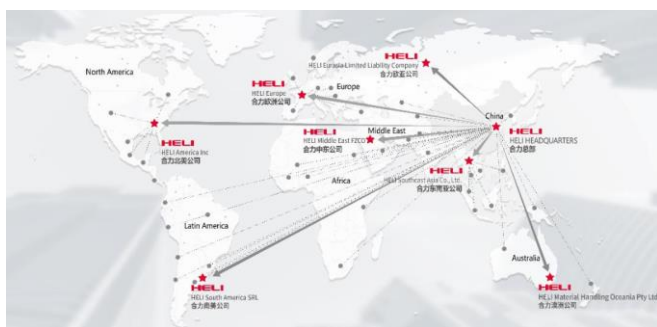 North America
HELI
HELI Eurasia Limited Liability Company
合力欧亚公司
HELI
HELI Europe
合力欧洲公司
Europe
China
HELI
HELI America Inc
合力北美公司
HELI
HELI Middle East FZCO
合力中东公司
Middle East
HELI
HELI HEADQUARTERS
合力总部
HELI
HELI Southeast Asia Co., Ltd.
合力东南亚公司
Africa
Latin America
HELI
HELI South America SRL
合力南美公司
Australia
HELI
HELI Material Handling Oceania Pty Ltd
合力澳洲公司